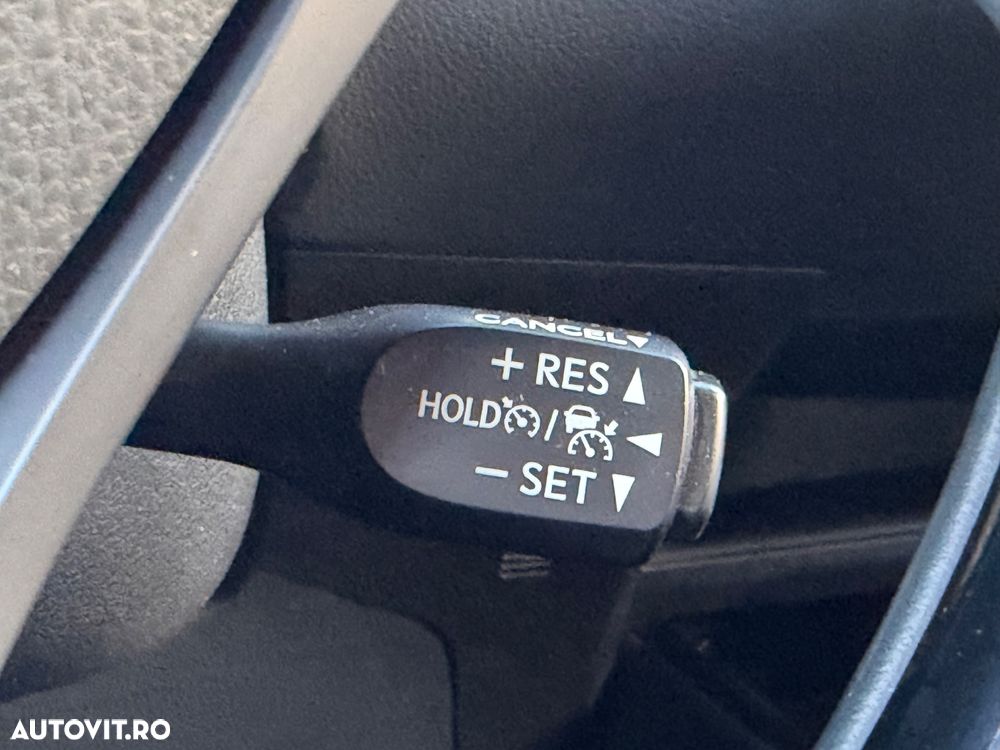 CANCEL▼
+ RES ▲
HOLD / ◀
− SET ▼
AUTOVIT.RO